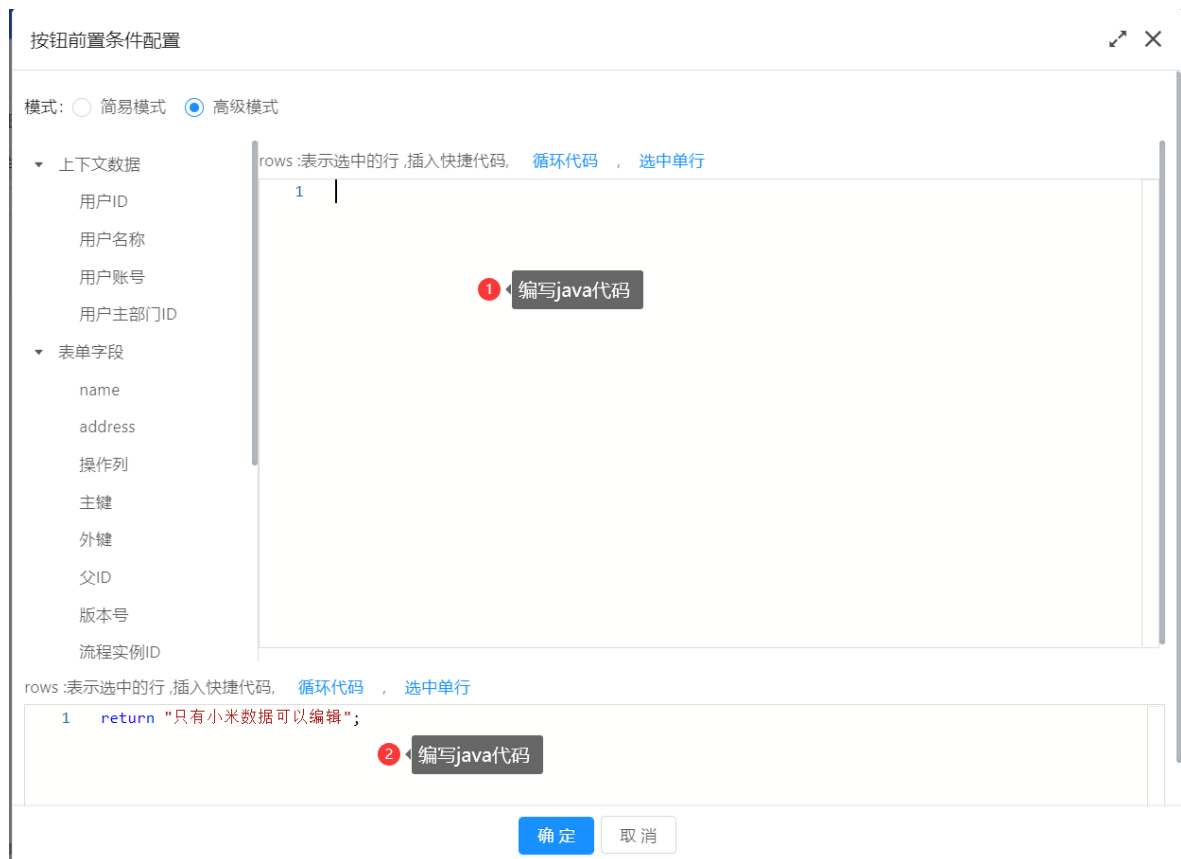 按钮前置条件配置
模式: 简易模式 高级模式
上下文数据
用户ID
用户名称
用户账号
用户主部门ID
表单字段
name
address
操作列
主键
外键
父ID
版本号
流程实例ID
rows :表示选中的行 ,插入快捷代码, 循环代码 , 选中单行
1
1 编写java代码
rows :表示选中的行 ,插入快捷代码, 循环代码 , 选中单行
1 return "只有小米数据可以编辑";
2 编写java代码
确 定 取 消